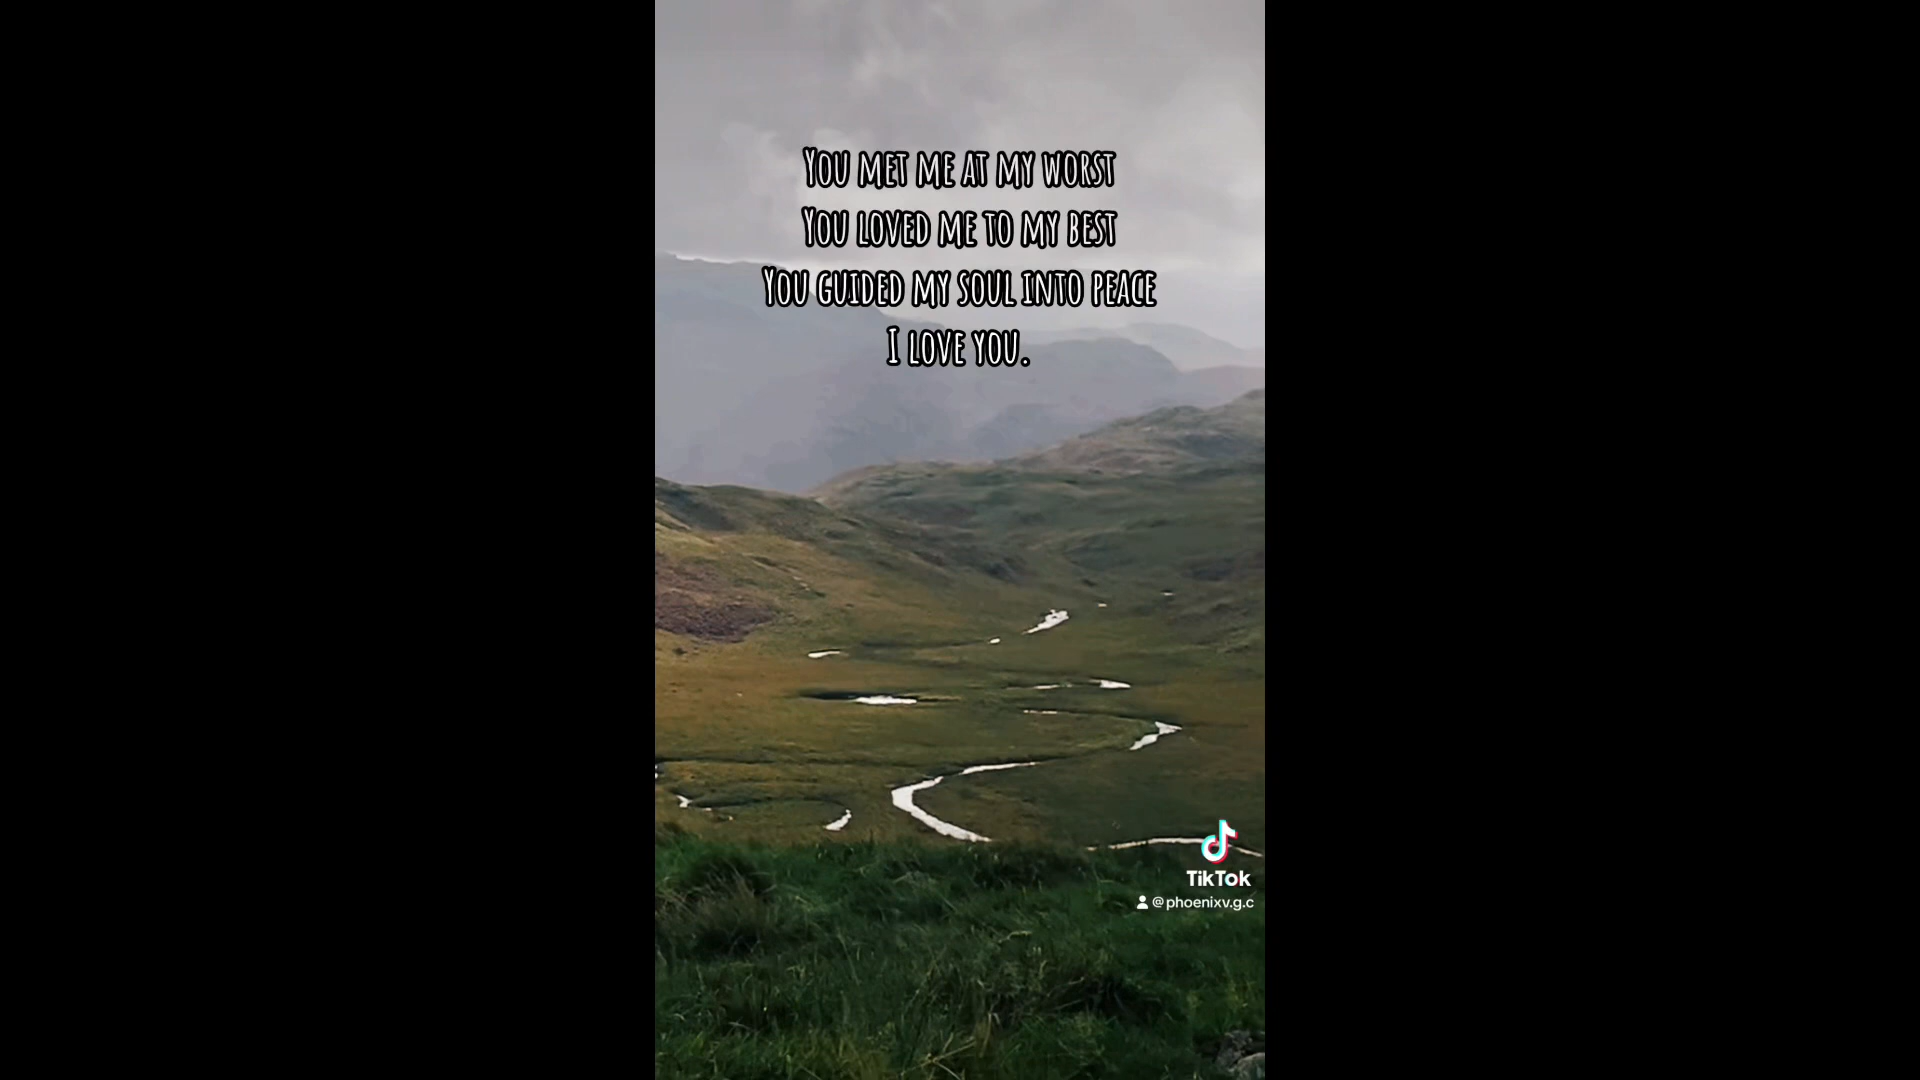 You met me at my worst
You loved me to my best
You guided my soul into peace
I love you.
TikTok
@phoenixv.g.c